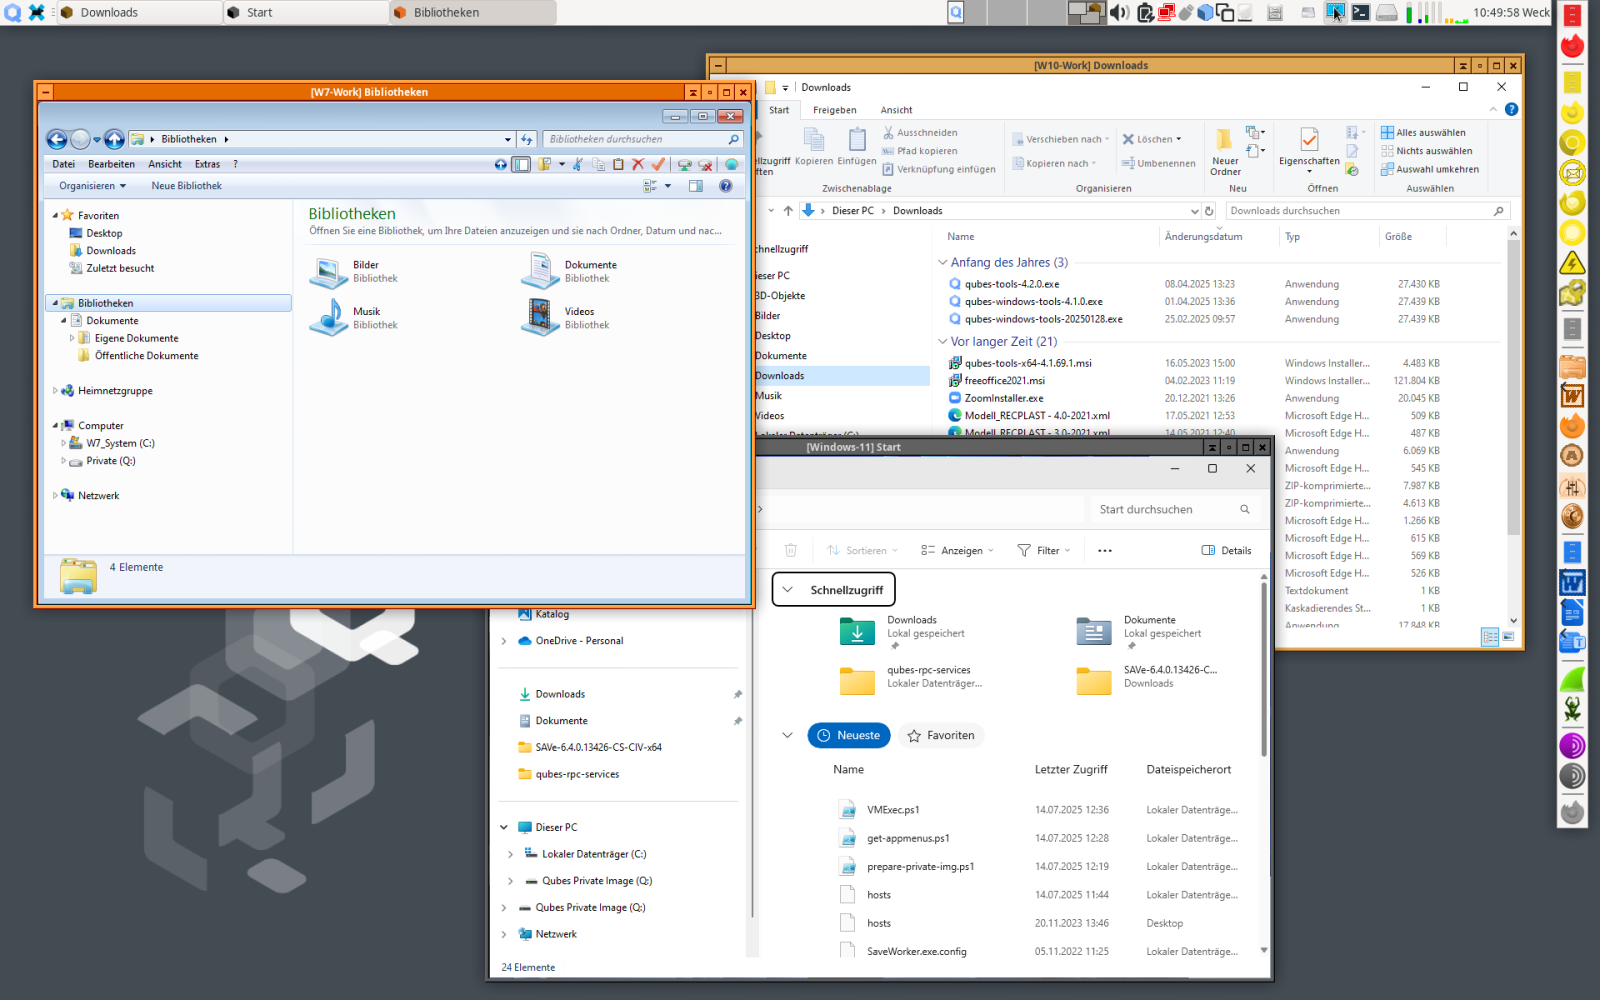 Downloads
Start
Bibliotheken
10:49:58 Weck
[W10-Work] Downloads
Downloads
Start
Freigeben
Ansicht
Kopieren
Einfügen
Ausschneiden
Pfad kopieren
Verknüpfung einfügen
Zwischenablage
Verschieben nach
Kopieren nach
Löschen
Umbenennen
Organisieren
Neuer
Ordner
Neu
Eigenschaften
Öffnen
Alles auswählen
Nichts auswählen
Auswahl umkehren
Auswählen
Dieser PC > Downloads
Downloads durchsuchen
chnellzugriff
ieser PC
3D-Objekte
Bilder
Desktop
Dokumente
Downloads
Musik
Videos
Name Änderungsdatum Typ Größe
Anfang des Jahres (3)
qubes-tools-4.2.0.exe 08.04.2025 13:23 Anwendung 27.430 KB
qubes-windows-tools-4.1.0.exe 01.04.2025 13:36 Anwendung 27.439 KB
qubes-windows-tools-20250128.exe 25.02.2025 09:57 Anwendung 27.439 KB
Vor langer Zeit (21)
qubes-tools-x64-4.1.69.1.msi 16.05.2023 15:00 Windows Installer... 4.483 KB
freeoffice2021.msi 04.02.2023 11:19 Windows Installer... 121.804 KB
ZoomInstaller.exe 20.12.2021 13:26 Anwendung 20.045 KB
Modell_RECPLAST - 4.0-2021.xml 17.05.2021 12:53 Microsoft Edge H... 509 KB
Modell_RECPLAST - 3.0-2021.xml 14.05.2021 12:40 Microsoft Edge H... 487 KB
Anwendung 6.069 KB
Microsoft Edge H... 545 KB
ZIP-komprimierte... 7.987 KB
ZIP-komprimierte... 4.613 KB
Microsoft Edge H... 1.266 KB
Microsoft Edge H... 615 KB
Microsoft Edge H... 569 KB
Microsoft Edge H... 526 KB
Textdokument 1 KB
Kaskadierendes St... 1 KB
Anwendung 17.848 KB
[W7-Work] Bibliotheken
Bibliotheken
Bibliotheken durchsuchen
Datei Bearbeiten Ansicht Extras ?
Organisieren Neue Bibliothek
Favoriten
Desktop
Downloads
Zuletzt besucht
Bibliotheken
Dokumente
Eigene Dokumente
Öffentliche Dokumente
Heimnetzgruppe
Computer
W7_System (C:)
Private (Q:)
Netzwerk
Bibliotheken
Öffnen Sie eine Bibliothek, um Ihre Dateien anzuzeigen und sie nach Ordner, Datum und nac...
Bilder
Bibliothek
Dokumente
Bibliothek
Musik
Bibliothek
Videos
Bibliothek
4 Elemente
[Windows-11] Start
Start durchsuchen
Sortieren
Anzeigen
Filter
...
Details
Katalog
OneDrive - Personal
Downloads
Dokumente
SAVe-6.4.0.13426-CS-CIV-x64
qubes-rpc-services
Dieser PC
Lokaler Datenträger (C:)
Qubes Private Image (Q:)
Qubes Private Image (Q:)
Netzwerk
24 Elemente
Schnellzugriff
Downloads
Lokal gespeichert
Dokumente
Lokal gespeichert
qubes-rpc-services
Lokaler Datenträger...
SAVe-6.4.0.13426-C...
Downloads
Neueste
Favoriten
Name Letzter Zugriff Dateispeicherort
VMExec.ps1 14.07.2025 12:36 Lokaler Datenträge...
get-appmenus.ps1 14.07.2025 12:28 Lokaler Datenträge...
prepare-private-img.ps1 14.07.2025 12:19 Lokaler Datenträge...
hosts 14.07.2025 11:44 Lokaler Datenträge...
hosts 20.11.2023 13:46 Desktop
SaveWorker.exe.config 05.11.2022 11:25 Lokaler Datenträge...